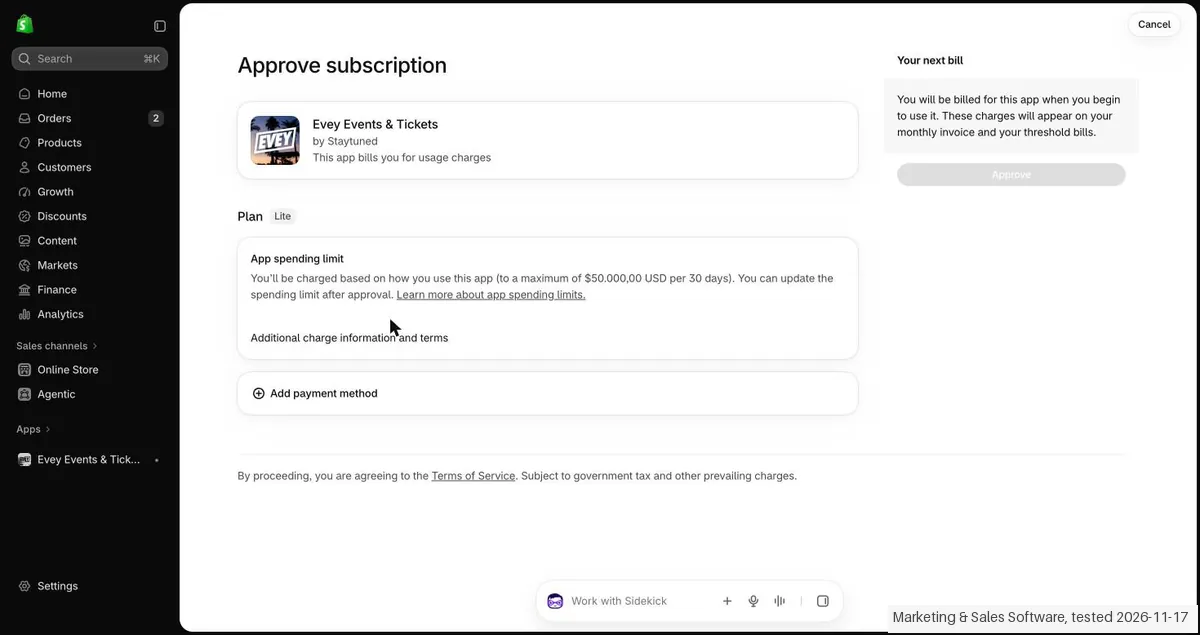 Search ⌘K
Home
Orders 2
Products
Customers
Growth
Discounts
Content
Markets
Finance
Analytics
Sales channels
Online Store
Agentic
Apps
Evey Events & Tick...
Settings
Cancel
Approve subscription
EVEY
Evey Events & Tickets
by Staytuned
This app bills you for usage charges
Plan Lite
App spending limit
You’ll be charged based on how you use this app (to a maximum of $50.000,00 USD per 30 days). You can update the
spending limit after approval. Learn more about app spending limits.
Additional charge information and terms
Add payment method
By proceeding, you are agreeing to the Terms of Service. Subject to government tax and other prevailing charges.
Your next bill
You will be billed for this app when you begin
to use it. These charges will appear on your
monthly invoice and your threshold bills.
Approve
Work with Sidekick
Marketing & Sales Software, tested 2026-11-17